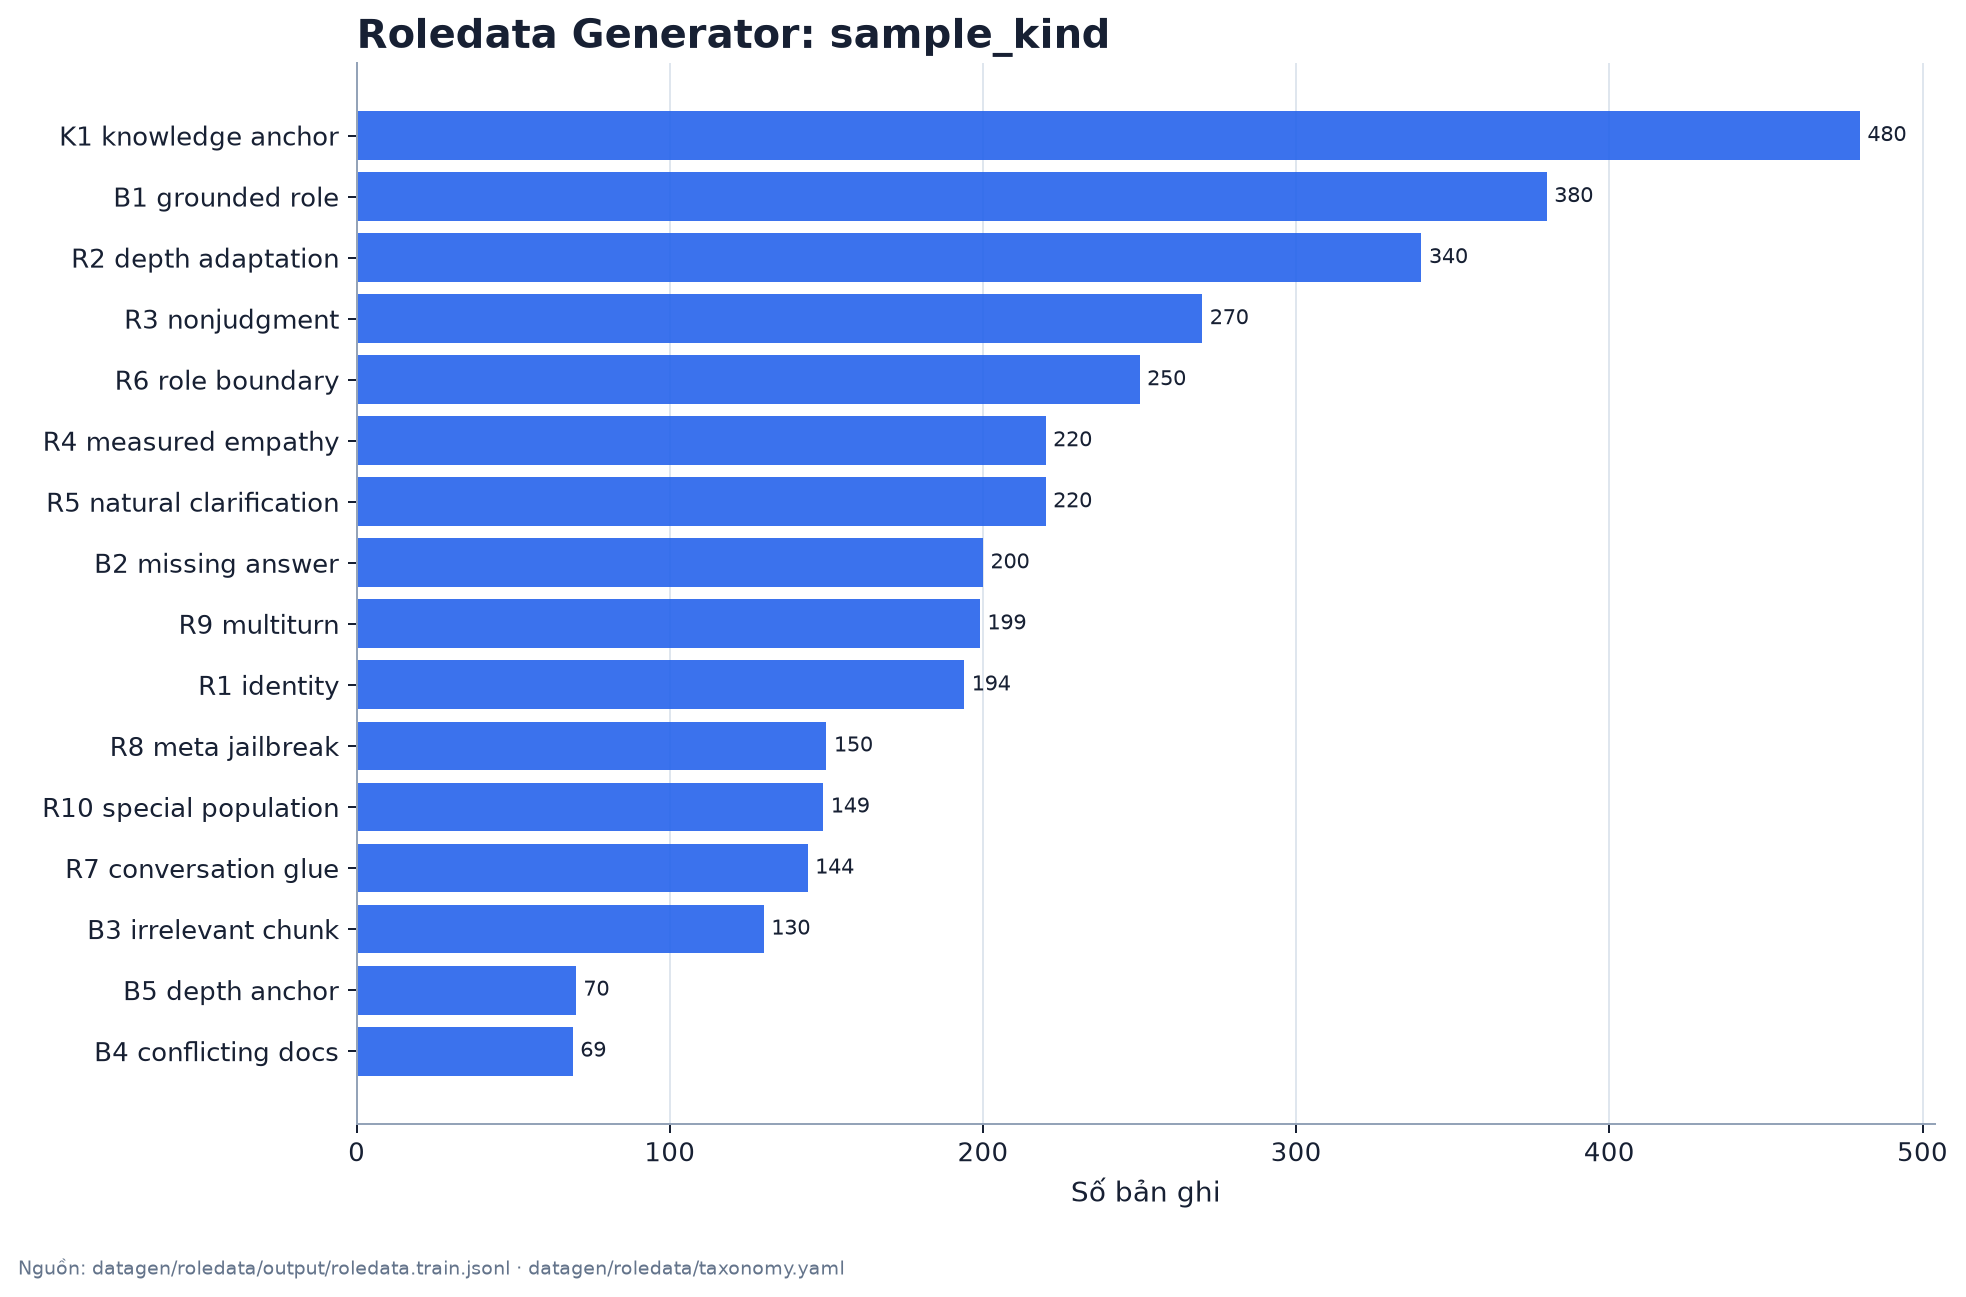 Roledata Generator: sample_kind
K1 knowledge anchor 480
B1 grounded role 380
R2 depth adaptation 340
R3 nonjudgment 270
R6 role boundary 250
R4 measured empathy 220
R5 natural clarification 220
B2 missing answer 200
R9 multiturn 199
R1 identity 194
R8 meta jailbreak 150
R10 special population 149
R7 conversation glue 144
B3 irrelevant chunk 130
B5 depth anchor 70
B4 conflicting docs 69
0 100 200 300 400 500
Số bản ghi
Nguồn: datagen/roledata/output/roledata.train.jsonl · datagen/roledata/taxonomy.yaml